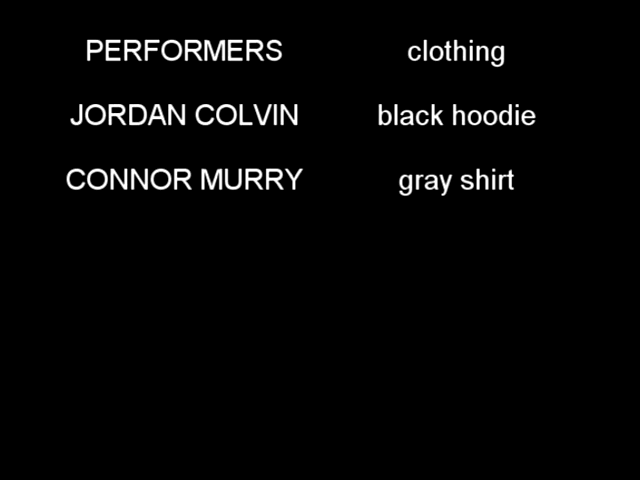 PERFORMERS clothing
JORDAN COLVIN black hoodie
CONNOR MURRY gray shirt